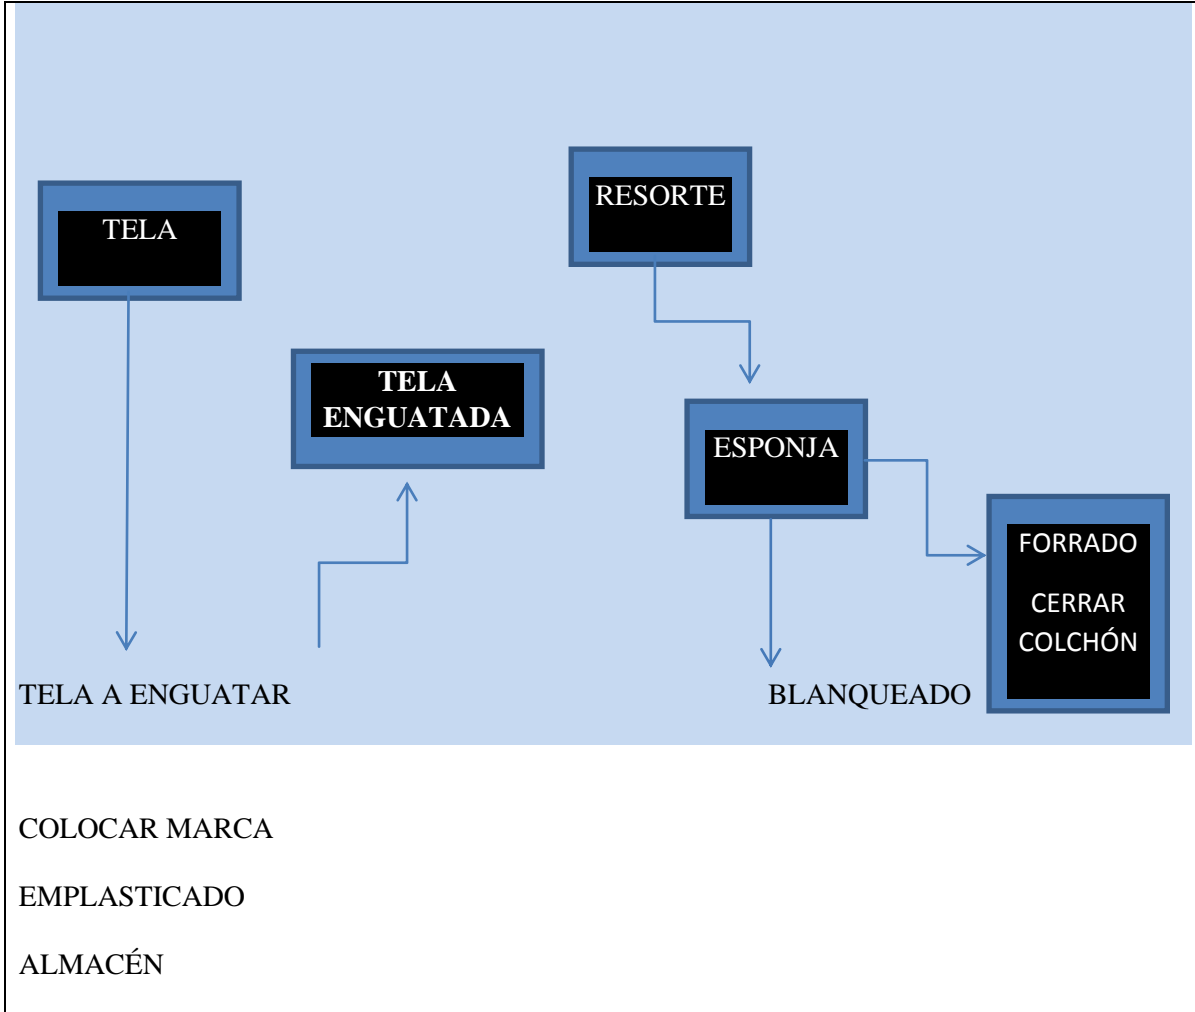 RESORTE
TELA
TELA
ENGUATADA
ESPONJA
FORRADO
CERRAR
COLCHÓN
TELA A ENGUATAR
BLANQUEADO
COLOCAR MARCA
EMPLASTICADO
ALMACÉN